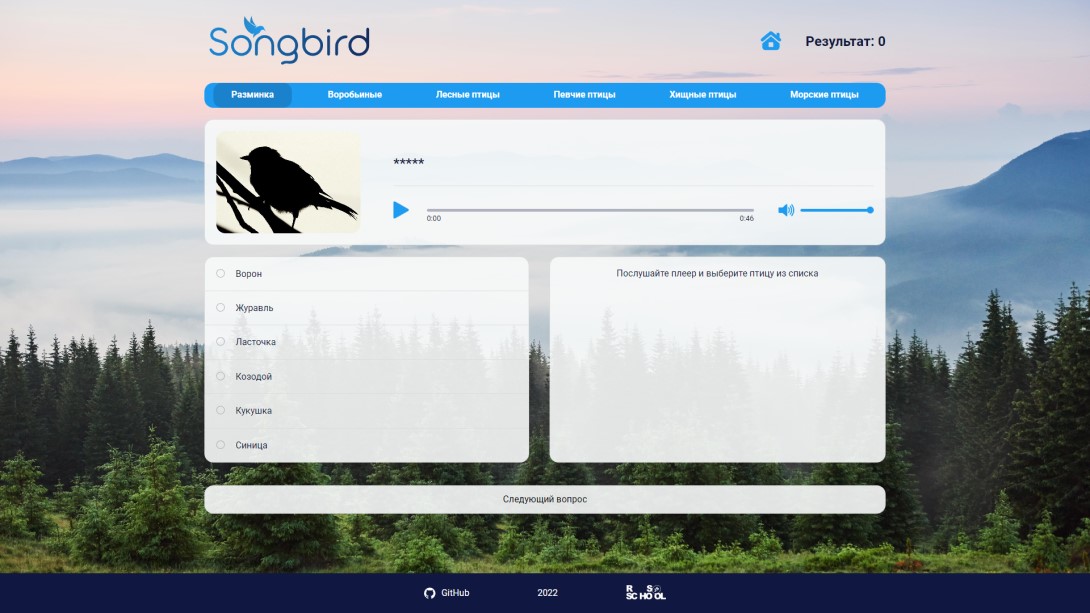 Songbird
Результат: 0
Разминка Воробьиные Лесные птицы Певчие птицы Хищные птицы Морские птицы
*****
0:00 0:46
Послушайте плеер и выберите птицу из списка
Ворон
Журавль
Ласточка
Козодой
Кукушка
Синица
Следующий вопрос
GitHub 2022
RS
SCHOOL